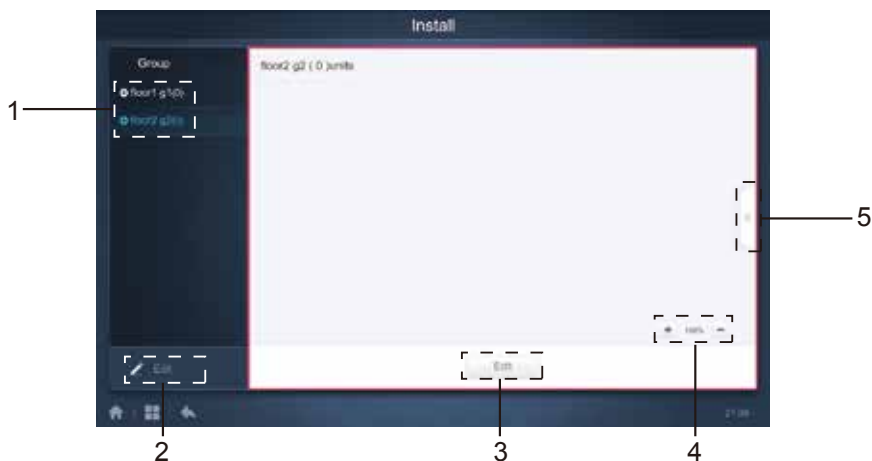 Install
Group
floor2 g2 ( 0 )units
floor1 g1(0)
floor2 g2(0)
1
5
+ 100% -
Edit
Edit
2
3
4